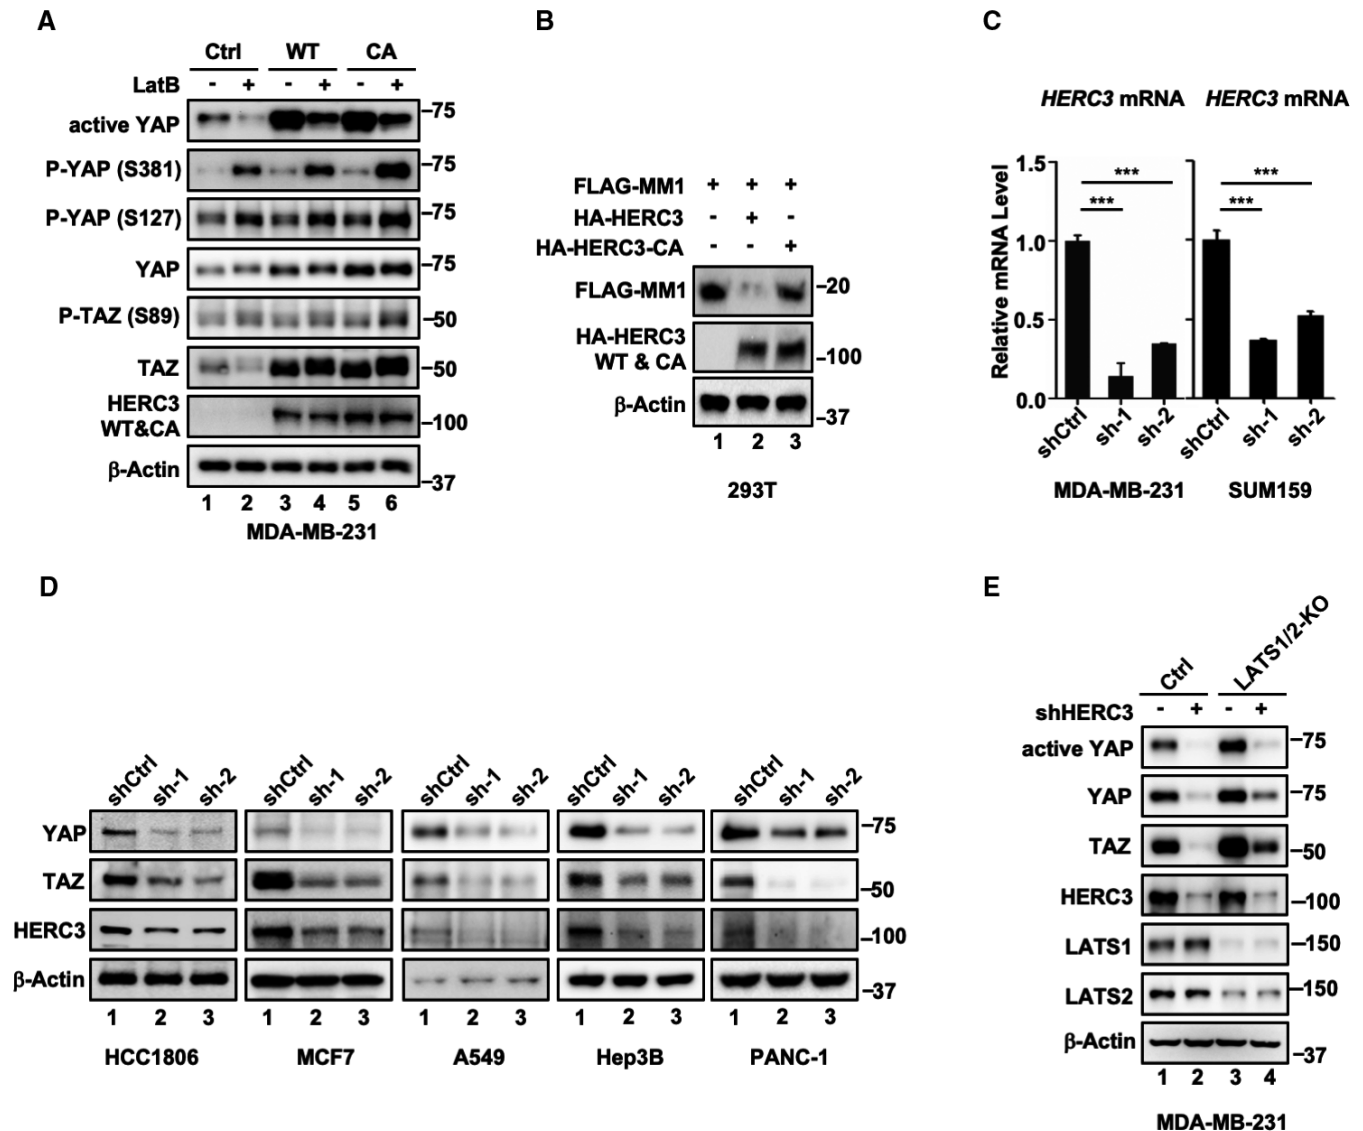 A
Ctrl WT CA
LatB - + - + - +
active YAP –75
P-YAP (S381) –75
P-YAP (S127) –75
YAP –75
P-TAZ (S89) –50
TAZ –50
HERC3
WT&CA –100
β-Actin –37
1 2 3 4 5 6
MDA-MB-231
B
FLAG-MM1 + + +
HA-HERC3 - + -
HA-HERC3-CA - - +
FLAG-MM1 –20
HA-HERC3
WT & CA –100
β-Actin –37
1 2 3
293T
C
HERC3 mRNA HERC3 mRNA
Relative mRNA Level
1.5
1.0
0.5
0.0
*** *** *** ***
shCtrl sh-1 sh-2 shCtrl sh-1 sh-2
MDA-MB-231 SUM159
D
shCtrl sh-1 sh-2 shCtrl sh-1 sh-2 shCtrl sh-1 sh-2 shCtrl sh-1 sh-2 shCtrl sh-1 sh-2
YAP –75
TAZ –50
HERC3 –100
β-Actin –37
1 2 3 1 2 3 1 2 3 1 2 3 1 2 3
HCC1806 MCF7 A549 Hep3B PANC-1
E
Ctrl LATS1/2-KO
shHERC3 - + - +
active YAP –75
YAP –75
TAZ –50
HERC3 –100
LATS1 –150
LATS2 –150
β-Actin –37
1 2 3 4
MDA-MB-231